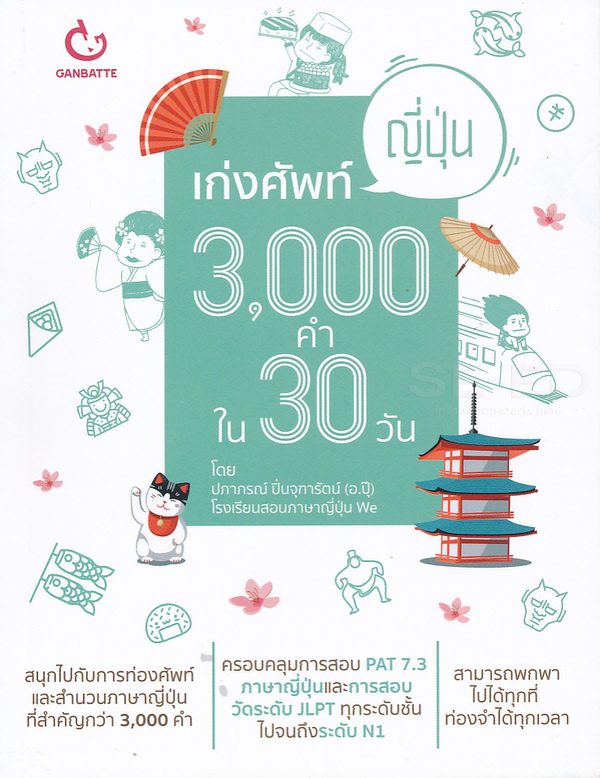 GANBATTE
ญี่ปุ่น
เก่งศัพท์
3,000
คำ
ใน 30 วัน
โดย
ปภาภรณ์ ปิ่นจุฑารัตน์ (อ.ปุ๊)
โรงเรียนสอนภาษาญี่ปุ่น We
สนุกไปกับการท่องศัพท์
และสำนวนภาษาญี่ปุ่น
ที่สำคัญกว่า 3,000 คำ
ครอบคลุมการสอบ PAT 7.3
ภาษาญี่ปุ่นและการสอบ
วัดระดับ JLPT ทุกระดับชั้น
ไปจนถึงระดับ N1
สามารถพกพา
ไปได้ทุกที่
ท่องจำได้ทุกเวลา